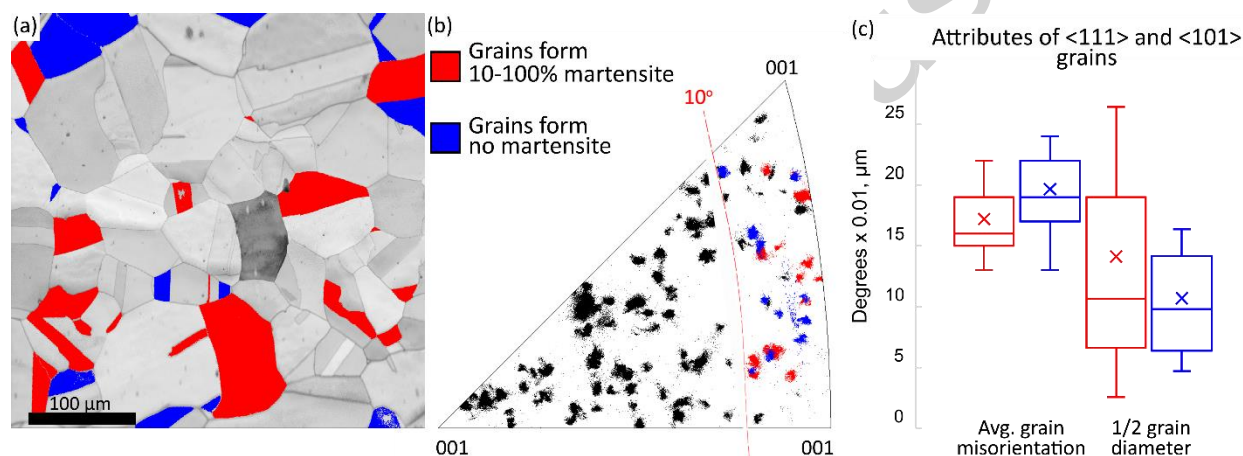 (a)
100 µm
(b)
Grains form
10-100% martensite
Grains form
no martensite
10°
001
001
001
(c)
Attributes of <111> and <101>
grains
Degrees x 0.01, µm
25
20
15
10
5
0
Avg. grain
misorientation
1/2 grain
diameter